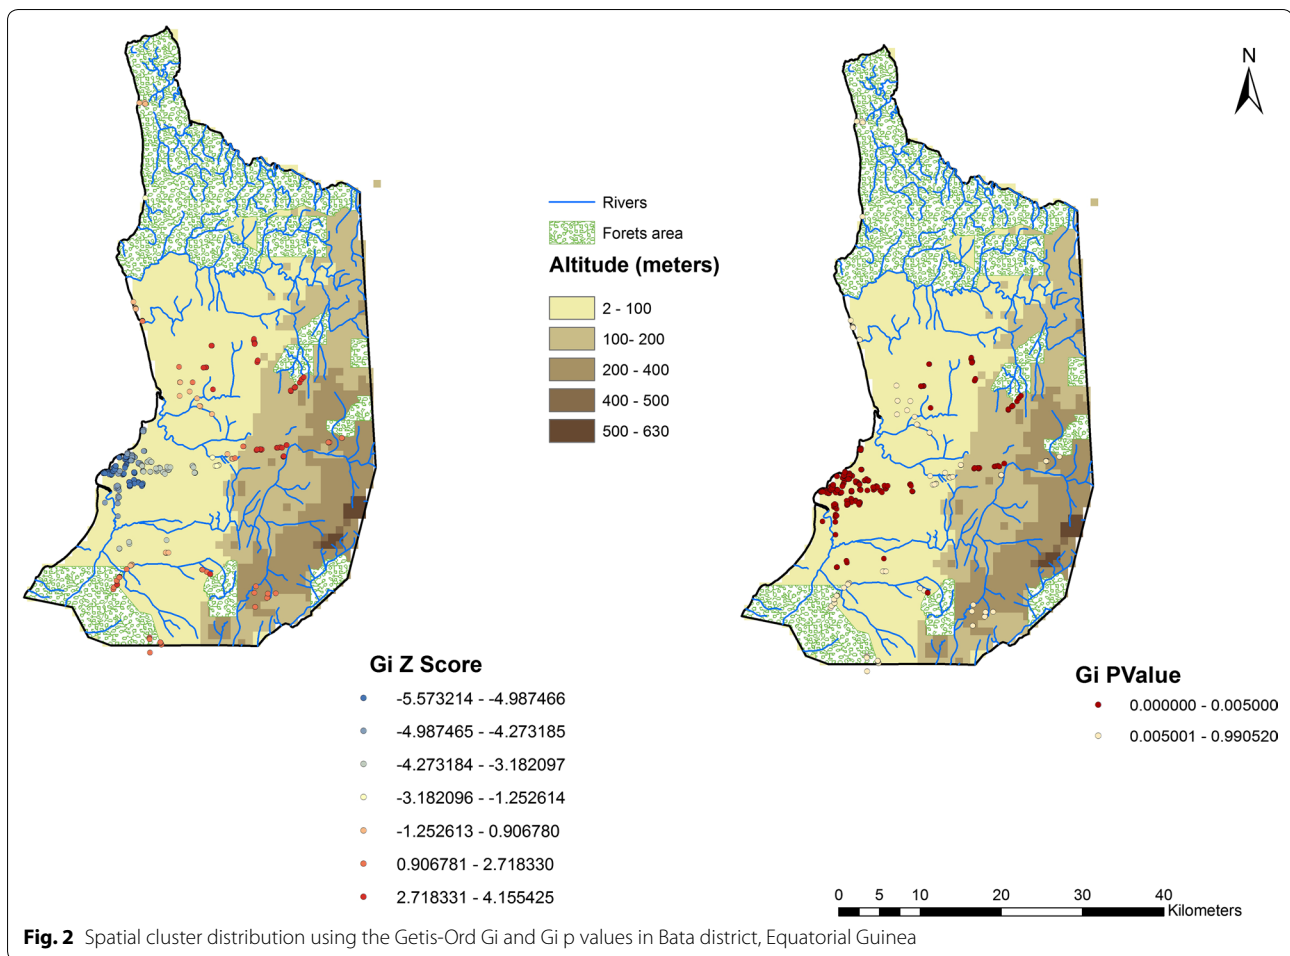 N
Rivers
Forets area
Altitude (meters)
2 - 100
100- 200
200 - 400
400 - 500
500 - 630
Gi Z Score
-5.573214 - -4.987466
-4.987465 - -4.273185
-4.273184 - -3.182097
-3.182096 - -1.252614
-1.252613 - 0.906780
0.906781 - 2.718330
2.718331 - 4.155425
Gi PValue
0.000000 - 0.005000
0.005001 - 0.990520
0 5 10 20 30 40
Kilometers
Fig. 2 Spatial cluster distribution using the Getis-Ord Gi and Gi p values in Bata district, Equatorial Guinea